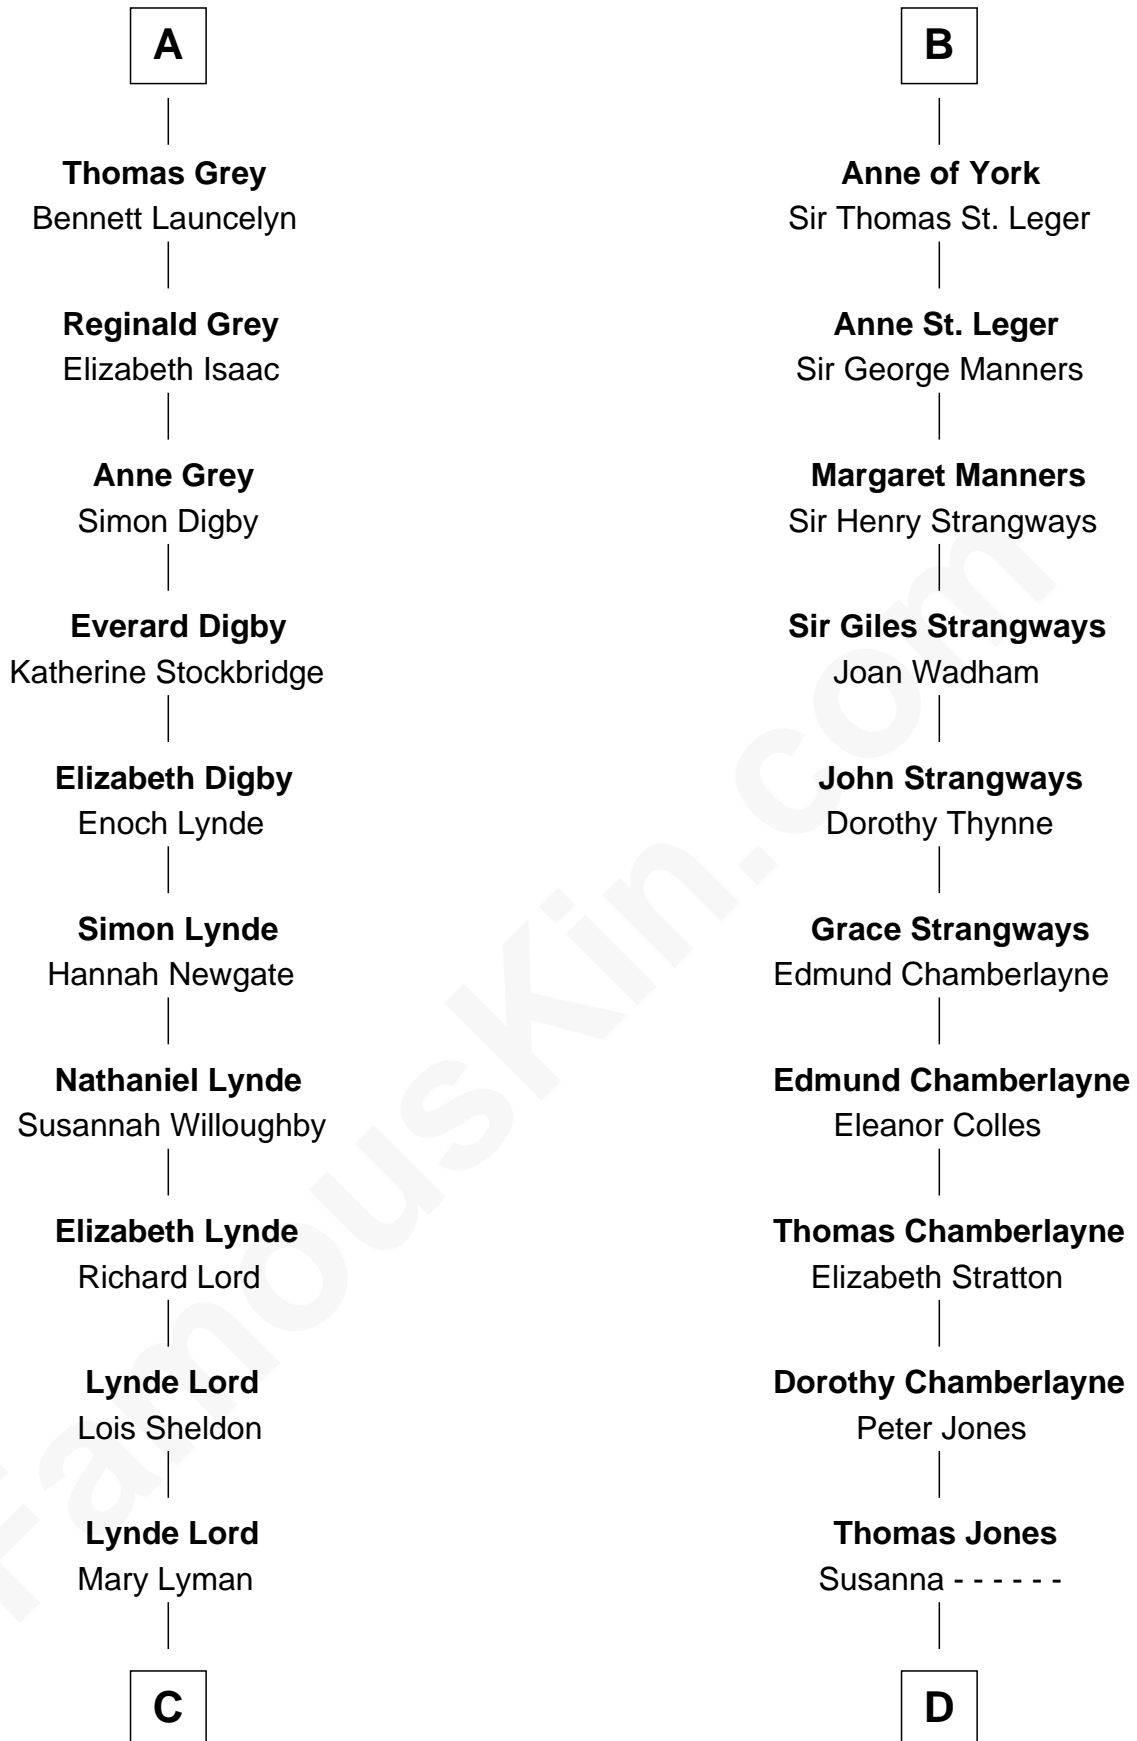 A
Thomas Grey
Bennett Launcelyn
Reginald Grey
Elizabeth Isaac
Anne Grey
Simon Digby
Everard Digby
Katherine Stockbridge
Elizabeth Digby
Enoch Lynde
Simon Lynde
Hannah Newgate
Nathaniel Lynde
Susannah Willoughby
Elizabeth Lynde
Richard Lord
Lynde Lord
Lois Sheldon
Lynde Lord
Mary Lyman
C
B
Anne of York
Sir Thomas St. Leger
Anne St. Leger
Sir George Manners
Margaret Manners
Sir Henry Strangways
Sir Giles Strangways
Joan Wadham
John Strangways
Dorothy Thynne
Grace Strangways
Edmund Chamberlayne
Edmund Chamberlayne
Eleanor Colles
Thomas Chamberlayne
Elizabeth Stratton
Dorothy Chamberlayne
Peter Jones
Thomas Jones
Susanna - - - - - -
D
FamousKin.com